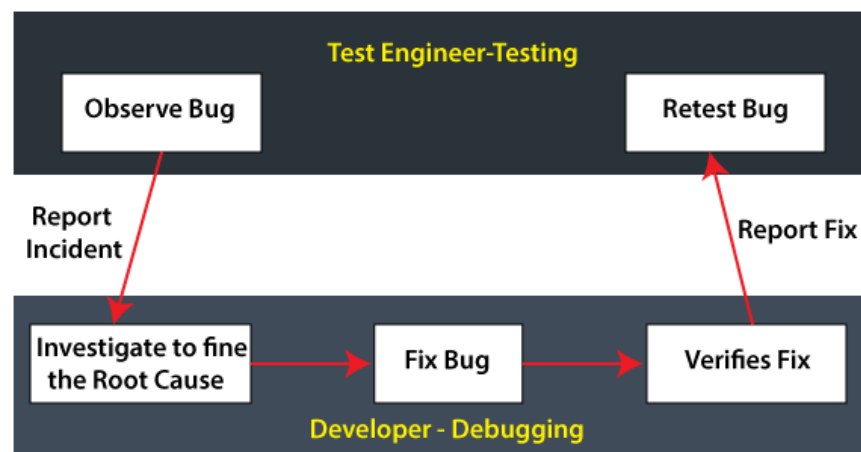 Test Engineer-Testing
Observe Bug
Retest Bug
Report
Incident
Report Fix
Investigate to fine
the Root Cause
Fix Bug
Verifies Fix
Developer - Debugging